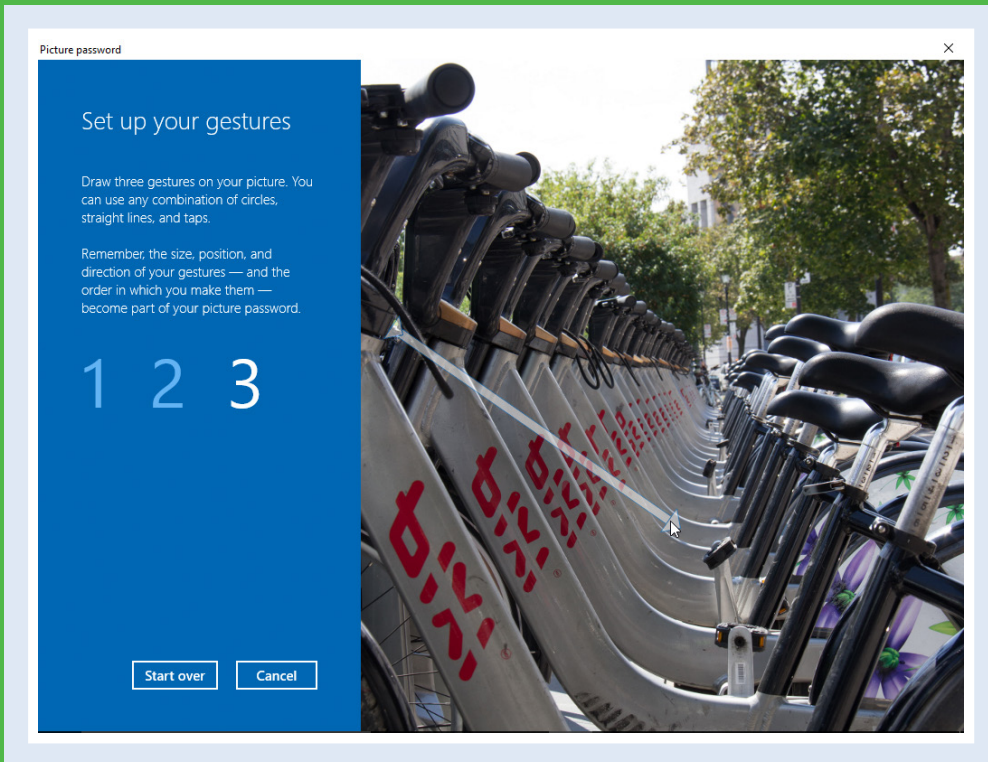 Picture password
Set up your gestures
Draw three gestures on your picture. You
can use any combination of circles,
straight lines, and taps.
Remember, the size, position, and
direction of your gestures — and the
order in which you make them —
become part of your picture password.
1 2 3
Start over Cancel